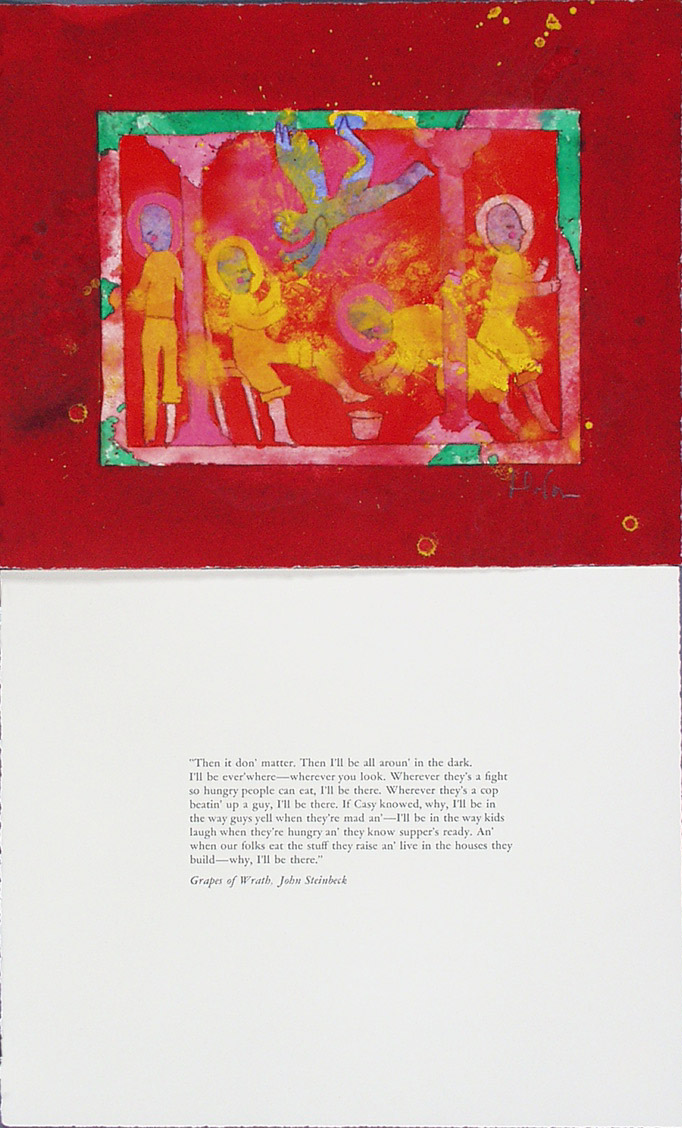 "Then it don' matter. Then I'll be all aroun' in the dark.
I'll be ever'where—wherever you look. Wherever they's a fight
so hungry people can eat, I'll be there. Wherever they's a cop
beatin' up a guy, I'll be there. If Casy knowed, why, I'll be in
the way guys yell when they're mad an'—I'll be in the way kids
laugh when they're hungry an' they know supper's ready. An'
when our folks eat the stuff they raise an' live in the houses they
build—why, I'll be there."
Grapes of Wrath, John Steinbeck